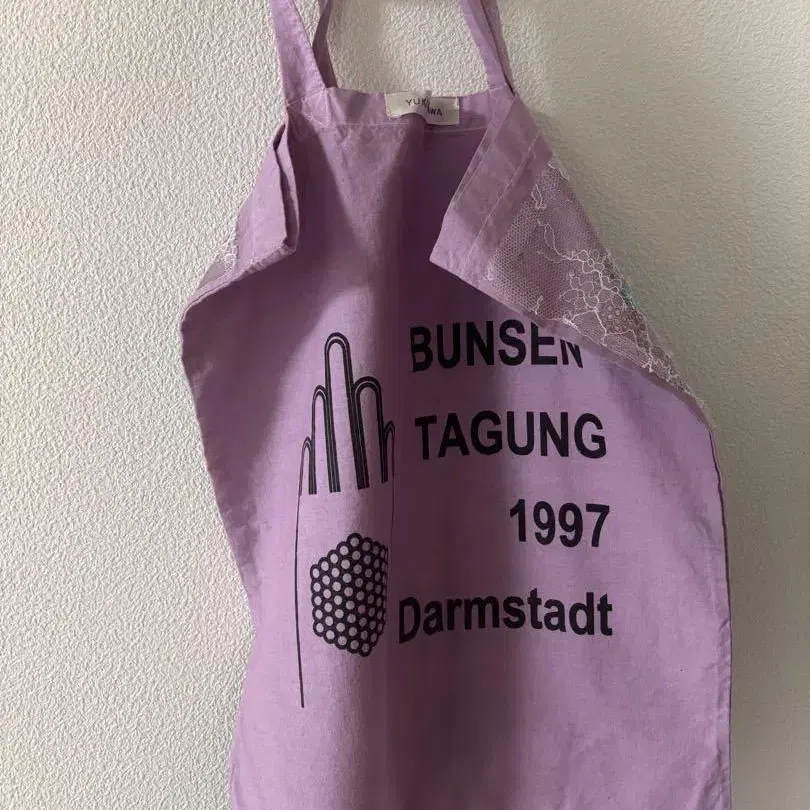 BUNSEN
TAGUNG
1997
Darmstadt